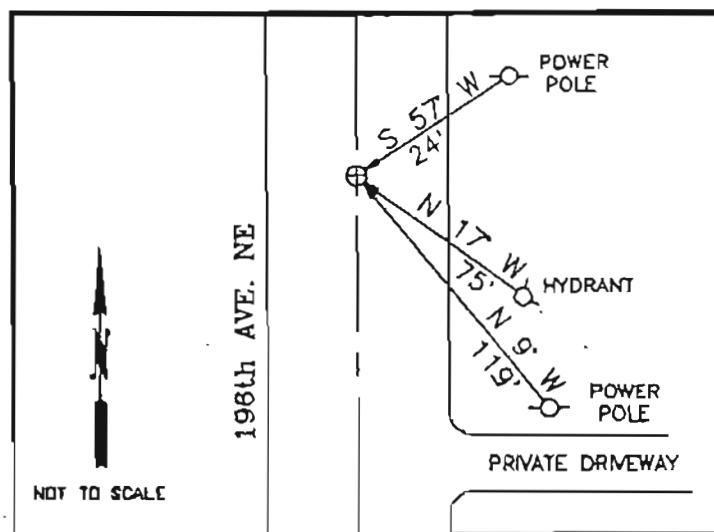 POWER
POLE
S 57° W
24'
N 17° W
75'
HYDRANT
N 9° W
119'
POWER
POLE
198th AVE. NE
N
NOT TO SCALE
PRIVATE DRIVEWAY